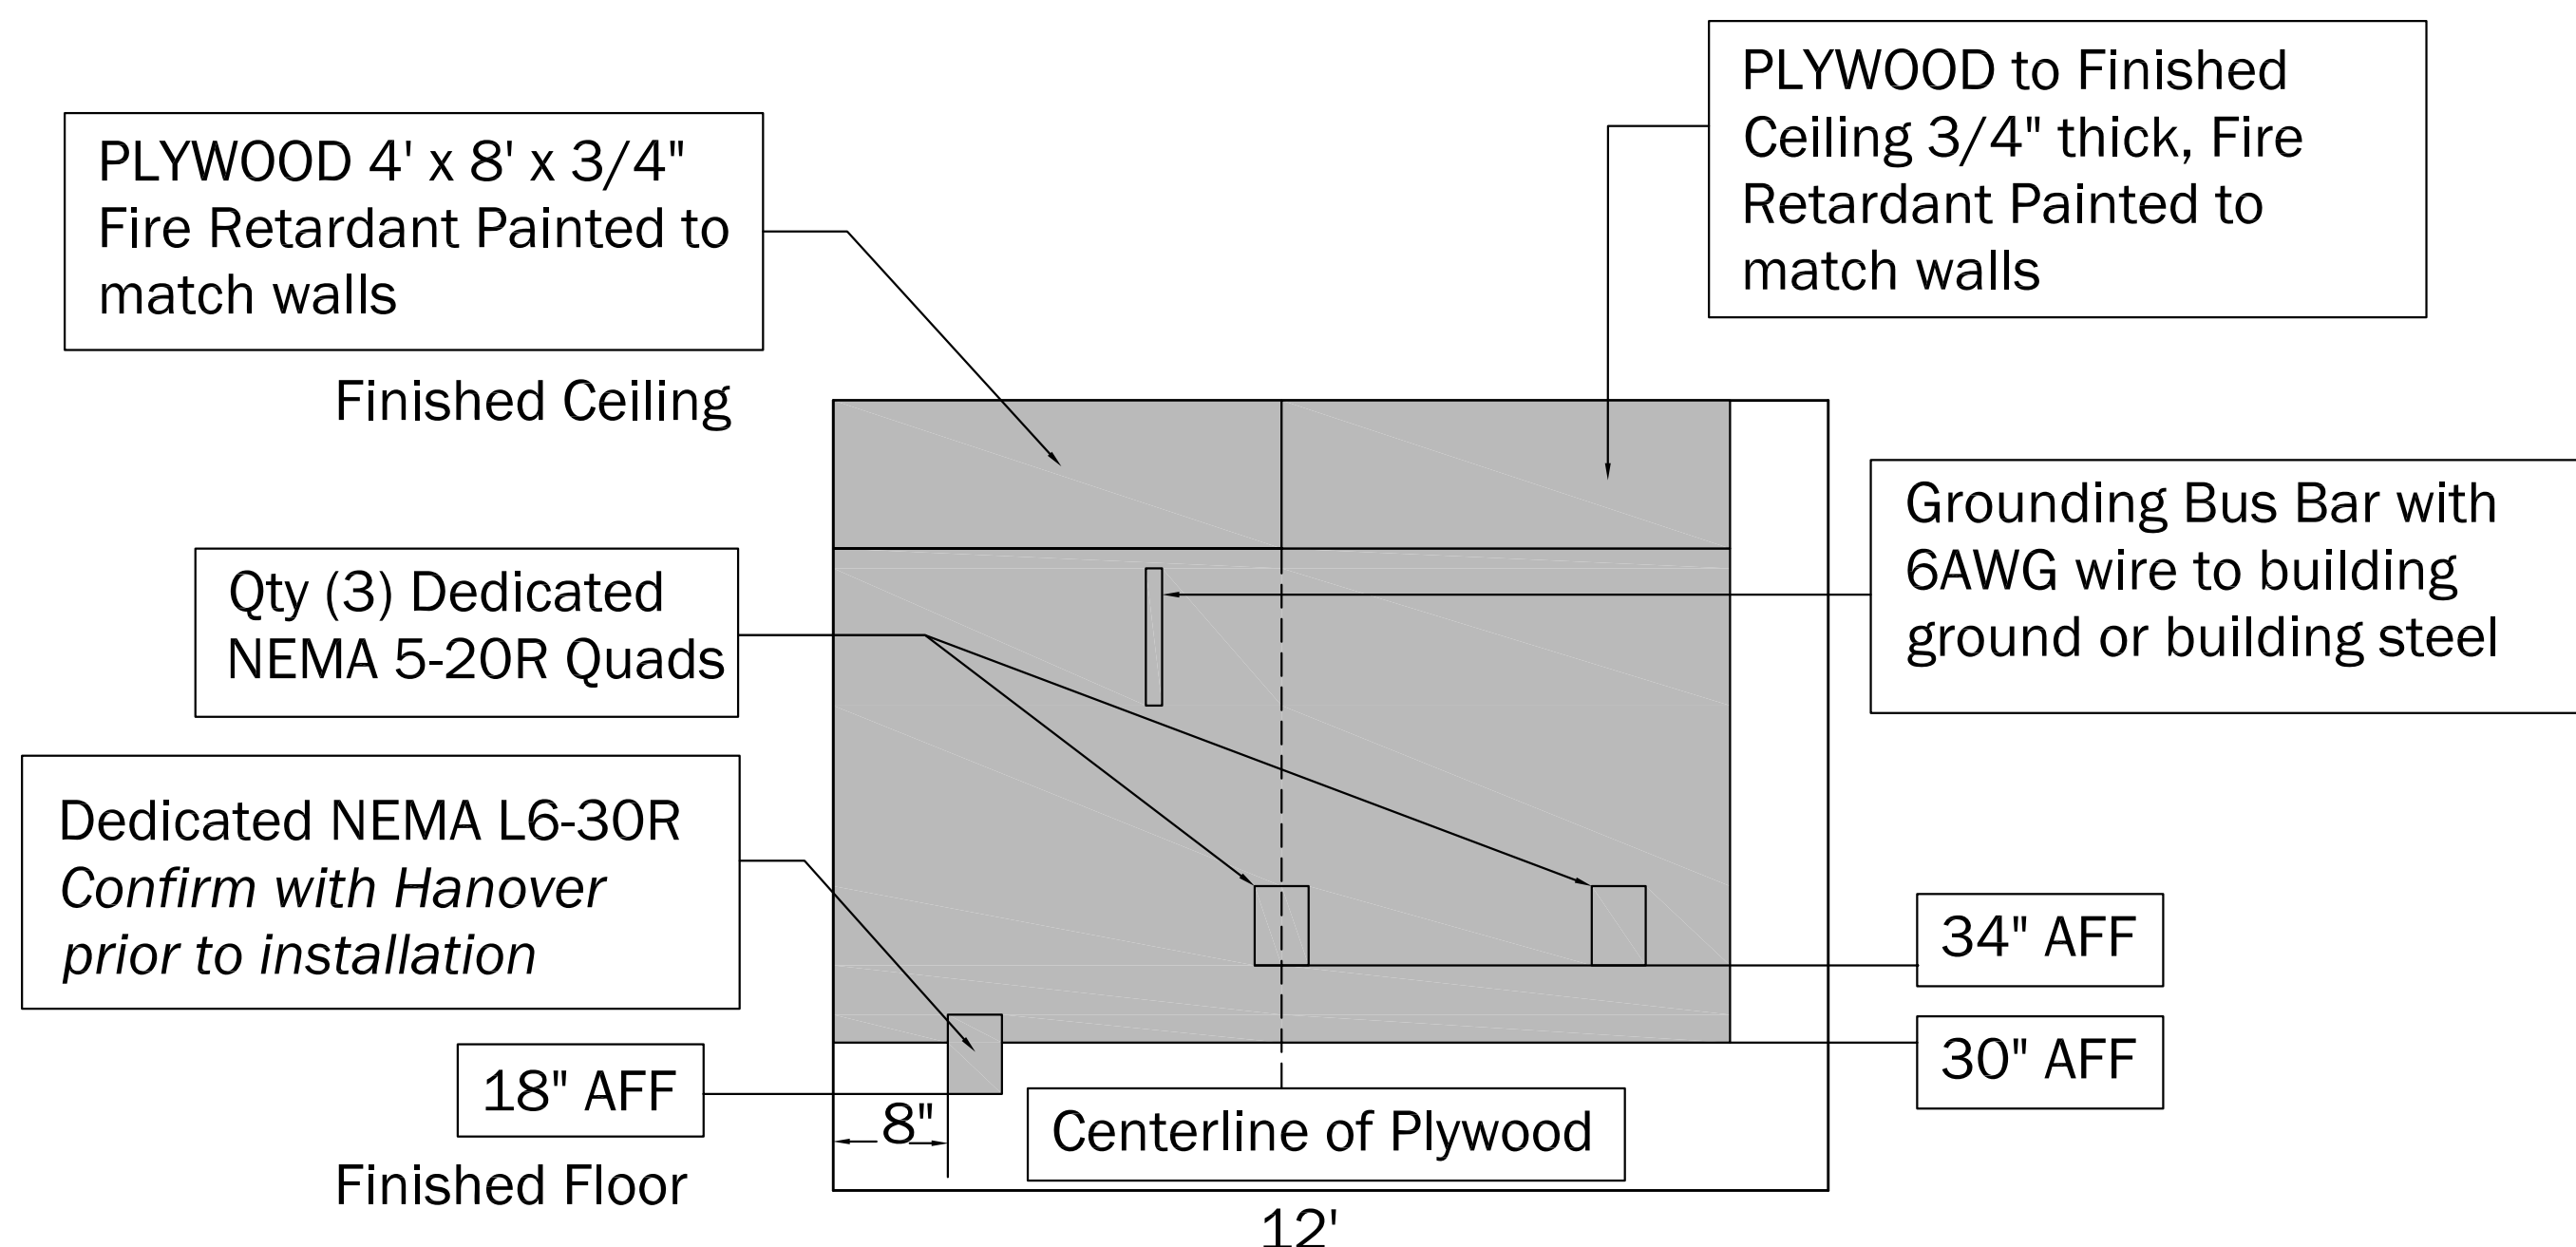 PLYWOOD 4' x 8' x 3/4"
Fire Retardant Painted to
match walls
PLYWOOD to Finished
Ceiling 3/4" thick, Fire
Retardant Painted to
match walls
Finished Ceiling
Grounding Bus Bar with
6AWG wire to building
ground or building steel
Qty (3) Dedicated
NEMA 5-20R Quads
Dedicated NEMA L6-30R
Confirm with Hanover
prior to installation
34" AFF
30" AFF
18" AFF
8"
Centerline of Plywood
Finished Floor
12'